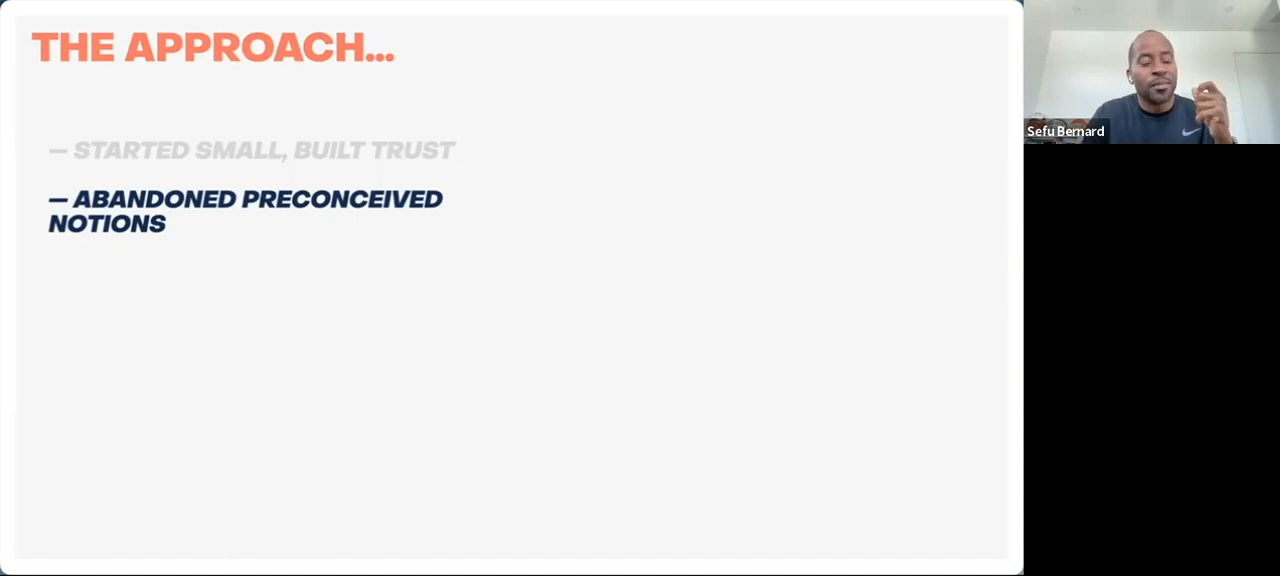 THE APPROACH...
— STARTED SMALL, BUILT TRUST
— ABANDONED PRECONCEIVED
NOTIONS
Sefu Bernard